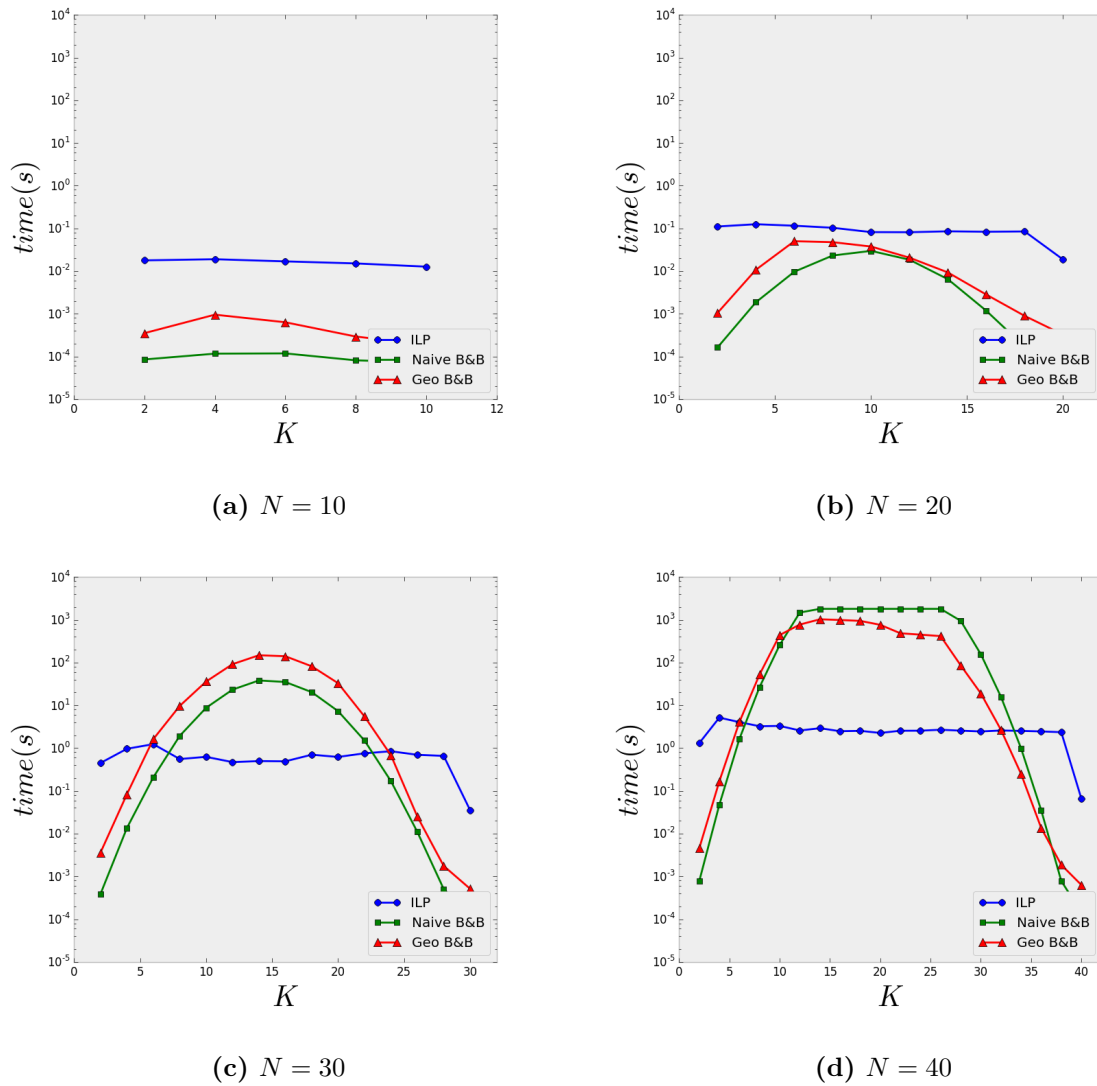 10^4
10^3
10^2
10^1
10^0
10^-1
10^-2
10^-3
10^-4
10^-5
time(s)
0 2 4 6 8 10 12
K
ILP
Naive B&B
Geo B&B
(a) N = 10
10^4
10^3
10^2
10^1
10^0
10^-1
10^-2
10^-3
10^-4
10^-5
time(s)
0 5 10 15 20
K
ILP
Naive B&B
Geo B&B
(b) N = 20
10^4
10^3
10^2
10^1
10^0
10^-1
10^-2
10^-3
10^-4
10^-5
time(s)
0 5 10 15 20 25 30
K
ILP
Naive B&B
Geo B&B
(c) N = 30
10^4
10^3
10^2
10^1
10^0
10^-1
10^-2
10^-3
10^-4
10^-5
time(s)
0 5 10 15 20 25 30 35 40
K
ILP
Naive B&B
Geo B&B
(d) N = 40